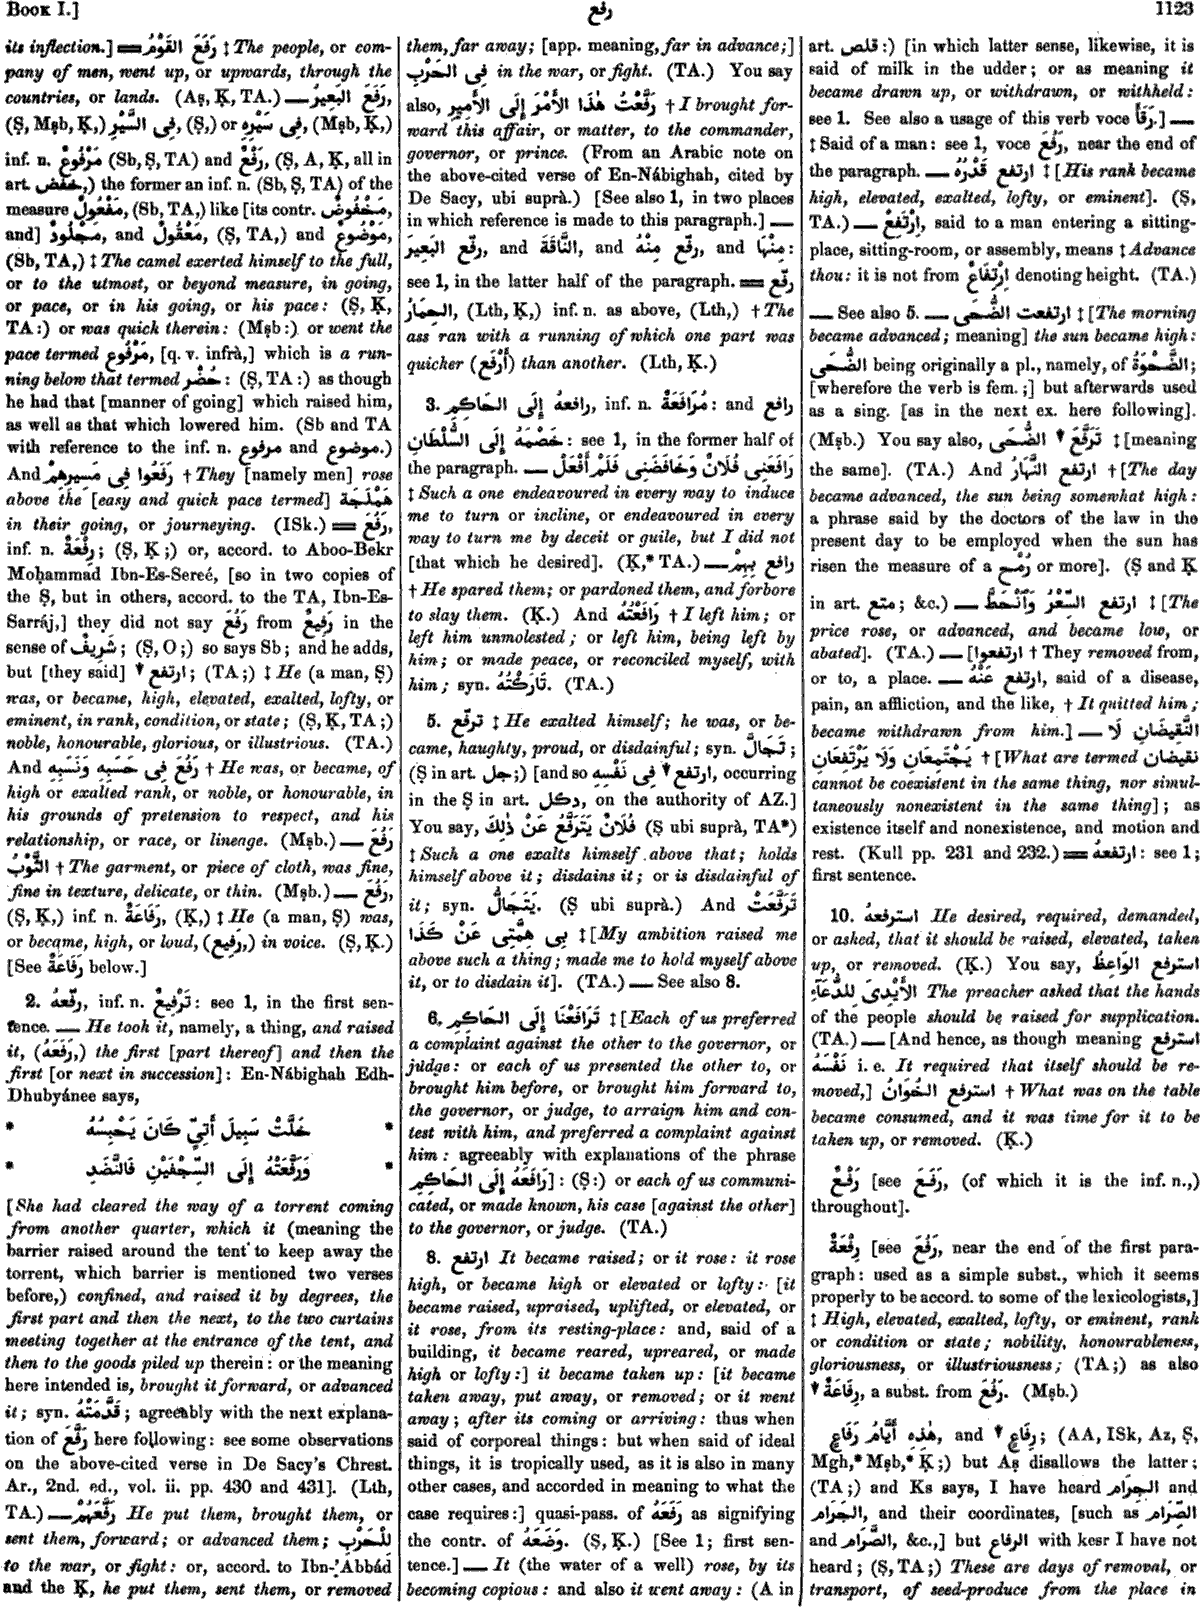 BOOK I.]
رفع
1123
its inflection.] ‗‗ رَفَعَ القَوْمُ ‡ The people, or com-
pany of men, went up, or upwards, through the
countries, or lands. (Aṣ, Ḳ, TA.) — رَفَعَ البَعِيرُ,
(Ṣ, Mṣb, Ḳ,) فِى السَّيْرِ, (Ṣ,) or فِى سَيْرِهِ, (Mṣb, Ḳ,)
inf. n. مَرْفُوعٌ (Sb, Ṣ, TA) and رَفْعٌ, (Ṣ, A, Ḳ, all in
art. خفض,) the former an inf. n. (Sb, Ṣ, TA) of the
measure مَفْعُولٌ, (Sb, TA,) like [its contr. مَخْفُوضٌ,
and] مَجْلُودٌ, and مَعْقُولٌ, (Ṣ, TA,) and مَوْضُوعٌ,
(Sb, TA,) ‡ The camel exerted himself to the full,
or to the utmost, or beyond measure, in going,
or pace, or in his going, or his pace: (Ṣ, Ḳ,
TA:) or was quick therein: (Mṣb:) or went the
pace termed مَرْفُوع, [q. v. infrà,] which is a run-
ning below that termed حُضْر: (Ṣ, TA:) as though
he had that [manner of going] which raised him,
as well as that which lowered him. (Sb and TA
with reference to the inf. n. مرفوع and موضوع.)
And رَفَعُوا فِى مَسِيرِهِمْ † They [namely men] rose
above the [easy and quick pace termed] هَمْلَجَة
in their going, or journeying. (ISk.) ‗‗ رَفُعَ,
inf. n. رِفْعَةٌ; (Ṣ, Ḳ;) or, accord. to Aboo-Bekr
Moḥammad Ibn-Es-Sereé, [so in two copies of
the Ṣ, but in others, accord. to the TA, Ibn-Es-
Sarráj,] they did not say رَفُعَ from رَفِيعٌ in the
sense of شَرِيفٌ; (Ṣ, O;) so says Sb; and he adds,
but [they said] ▾ ارتفع; (TA;) ‡ He (a man, Ṣ)
was, or became, high, elevated, exalted, lofty, or
eminent, in rank, condition, or state; (Ṣ, Ḳ, TA;)
noble, honourable, glorious, or illustrious. (TA.)
And رَفُعَ فِى حَسَبِهِ وَنَسَبِهِ † He was, or became, of
high or exalted rank, or noble, or honourable, in
his grounds of pretension to respect, and his
relationship, or race, or lineage. (Mṣb.) — رَفُعَ
الثَّوْبُ † The garment, or piece of cloth, was fine,
fine in texture, delicate, or thin. (Mṣb.) — رَفُعَ,
(Ṣ, Ḳ,) inf. n. رَفَاعَةٌ, (Ḳ,) ‡ He (a man, Ṣ) was,
or became, high, or loud, (رَفِيع,) in voice. (Ṣ, Ḳ.)
[See رَفَاعَةٌ below.]
2. رفّعهُ, inf. n. تَرْفِيعٌ: see 1, in the first sen-
tence. — He took it, namely, a thing, and raised
it, (رَفَعَهُ,) the first [part thereof] and then the
first [or next in succession]: En-Nábighah Edh-
Dhubyánee says,
* خَلَّتْ سَبِيلَ أَتِىٍّ كَانَ يَحْبِسُهُ *
* وَرَفَّعَتْهُ إِلَى السِّجْفَيْنِ فَالنَّضَدِ *
[She had cleared the way of a torrent coming
from another quarter, which it (meaning the
barrier raised around the tent to keep away the
torrent, which barrier is mentioned two verses
before,) confined, and raised it by degrees, the
first part and then the next, to the two curtains
meeting together at the entrance of the tent, and
then to the goods piled up therein: or the meaning
here intended is, brought it forward, or advanced
it; syn. قَدَّمَتْهُ; agreeably with the next explana-
tion of رَفَّعَ here following: see some observations
on the above-cited verse in De Sacy's Chrest.
Ar., 2nd. ed., vol. ii. pp. 430 and 431]. (Lth,
TA.) — رَفَّعَهُمْ He put them, brought them, or
sent them, forward; or advanced them; لِلْحَرْبِ
to the war, or fight: or, accord. to Ibn-'Abbád
and the Ḳ, he put them, sent them, or removed
them, far away; [app. meaning, far in advance;]
فِى الحَرْبِ in the war, or fight. (TA.) You say
also, رَفَّعْتُ هٰذَا الأَمْرَ إِلَى الأَمِيرِ † I brought for-
ward this affair, or matter, to the commander,
governor, or prince. (From an Arabic note on
the above-cited verse of En-Nábighah, cited by
De Sacy, ubi suprà.) [See also 1, in two places
in which reference is made to this paragraph.] —
رفّع البَعِيرَ, and النَّاقَةَ, and رفّع مِنْهُ, and مِنْهَا:
see 1, in the latter half of the paragraph. ‗‗ رفّع
الحِمَارُ, (Lth, Ḳ,) inf. n. as above, (Lth,) † The
ass ran with a running of which one part was
quicker (أَرْفَع) than another. (Lth, Ḳ.)
3. رافعهُ إِلَى الحَاكِمِ, inf. n. مُرَافَعَةٌ: and رافع
خَصْمَهُ إِلَى السُّلْطَانِ: see 1, in the former half of
the paragraph. — رَافَعَنِى فُلَانٌ وَخَافَضَنِى فَلَمْ أَفْعَلْ
‡ Such a one endeavoured in every way to induce
me to turn or incline, or endeavoured in every
way to turn me by deceit or guile, but I did not
[that which he desired]. (Ḳ,* TA.) — رافع بِهِمْ
† He spared them; or pardoned them, and forbore
to slay them. (Ḳ.) And رَافَعْتُهُ † I left him; or
left him unmolested; or left him, being left by
him; or made peace, or reconciled myself, with
him; syn. تَارَكْتُهُ. (TA.)
5. ترفّع ‡ He exalted himself; he was, or be-
came, haughty, proud, or disdainful; syn. تَجَالَّ;
(Ṣ in art. جل;) [and so ▾ ارتفع فِى نَفْسِهِ, occurring
in the Ṣ in art. دكل, on the authority of AZ.]
You say, فُلَانٌ يَتَرَفَّعُ عَنْ ذٰلِكَ (Ṣ ubi suprà, TA*)
‡ Such a one exalts himself above that; holds
himself above it; disdains it; or is disdainful of
it; syn. يَتَجَالُّ. (Ṣ ubi suprà.) And تَرَفَّعَتْ
بِى هِمَّتِى عَنْ كَذَا ‡ [My ambition raised me
above such a thing; made me to hold myself above
it, or to disdain it]. (TA.) — See also 8.
6. تَرَافَعْنَا إِلَى الحَاكِمِ ‡ [Each of us preferred
a complaint against the other to the governor, or
judge: or each of us presented the other to, or
brought him before, or brought him forward to,
the governor, or judge, to arraign him and con-
test with him, and preferred a complaint against
him: agreeably with explanations of the phrase
رَافَعَهُ إِلَى الحَاكِمِ]: (Ṣ:) or each of us communi-
cated, or made known, his case [against the other]
to the governor, or judge. (TA.)
8. ارتفع It became raised; or it rose: it rose
high, or became high or elevated or lofty: [it
became raised, upraised, uplifted, or elevated, or
it rose, from its resting-place: and, said of a
building, it became reared, upreared, or made
high or lofty:] it became taken up: [it became
taken away, put away, or removed; or it went
away; after its coming or arriving: thus when
said of corporeal things: but when said of ideal
things, it is tropically used, as it is also in many
other cases, and accorded in meaning to what the
case requires:] quasi-pass. of رَفَعَهُ as signifying
the contr. of وَضَعَهُ. (Ṣ, Ḳ.) [See 1; first sen-
tence.] — It (the water of a well) rose, by its
becoming copious: and also it went away: (A in
art. قلص:) [in which latter sense, likewise, it is
said of milk in the udder; or as meaning it
became drawn up, or withdrawn, or withheld:
see 1. See also a usage of this verb voce رَقَأَ.] —
‡ Said of a man: see 1, voce رَفُعَ, near the end of
the paragraph. — ارتفع قَدْرُهُ ‡ [His rank became
high, elevated, exalted, lofty, or eminent]. (Ṣ,
TA.) — اِرْتَفِعْ, said to a man entering a sitting-
place, sitting-room, or assembly, means ‡ Advance
thou: it is not from اِرْتِفَاعٌ denoting height. (TA.)
— See also 5. — ارتفعت الضُّحَى ‡ [The morning
became advanced; meaning] the sun became high:
الضُّحَى being originally a pl., namely, of الضَّحْوَةُ;
[wherefore the verb is fem.;] but afterwards used
as a sing. [as in the next ex. here following].
(Mṣb.) You say also, ▾ تَرَفَّعَ الضُّحَى ‡ [meaning
the same]. (TA.) And ارتفع النَّهَارُ † [The day
became advanced, the sun being somewhat high:
a phrase said by the doctors of the law in the
present day to be employed when the sun has
risen the measure of a رُمْح or more]. (Ṣ and Ḳ
in art. متع; &c.) — ارتفع السِّعْرُ وَٱنْحَطَّ ‡ [The
price rose, or advanced, and became low, or
abated]. (TA.) — [ارتفعوا † They removed from,
or to, a place. — ارتفع عَنْهُ, said of a disease,
pain, an affliction, and the like, † It quitted him;
became withdrawn from him.] — النَّقِيضَانِ لَا
يَجْتَمِعَانِ وَلَا يَرْتَفِعَانِ † [What are termed نقيضان
cannot be coexistent in the same thing, nor simul-
taneously nonexistent in the same thing]; as
existence itself and nonexistence, and motion and
rest. (Kull pp. 231 and 232.) ‗‗ ارتفعهُ: see 1;
first sentence.
10. استرفعهُ He desired, required, demanded,
or asked, that it should be raised, elevated, taken
up, or removed. (Ḳ.) You say, استرفع الوَاعِظُ
الأَيْدِىَ لِلدُّعَآءِ The preacher asked that the hands
of the people should be raised for supplication.
(TA.) — [And hence, as though meaning استرفع
نَفْسَهُ i. e. It required that itself should be re-
moved,] استرفع الخُوَانُ † What was on the table
became consumed, and it was time for it to be
taken up, or removed. (Ḳ.)
رَفْعٌ [see رَفَعَ, (of which it is the inf. n.,)
throughout].
رِفْعَةٌ [see رَفُعَ, near the end of the first para-
graph: used as a simple subst., which it seems
properly to be accord. to some of the lexicologists,]
‡ High, elevated, exalted, lofty, or eminent, rank
or condition or state; nobility, honourableness,
gloriousness, or illustriousness; (TA;) as also
▾ رِفَاعَةٌ, a subst. from رَفُعَ. (Mṣb.)
هٰذِهِ أَيَّامُ رَفَاعٍ, and ▾ رِفَاعٍ; (AA, ISk, Az, Ṣ,
Mgh,* Mṣb,* Ḳ;) but Aṣ disallows the latter;
(TA;) and Ks says, I have heard الجرام and
الجرام, and their coordinates, [such as الصرام
and الصرام, &c.,] but الرفاع with kesr I have not
heard; (Ṣ, TA;) These are days of removal, or
transport, of seed-produce from the place in